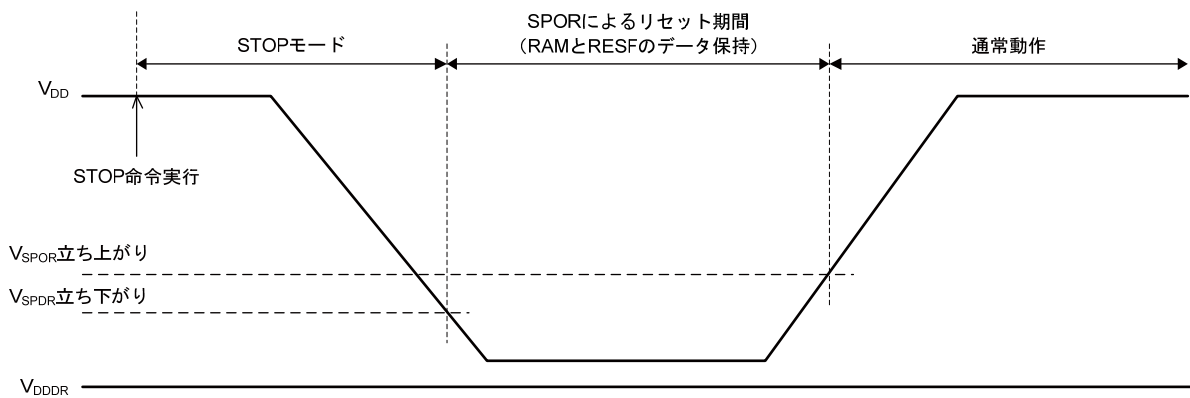 SPORによるリセット期間
STOPモード
(RAMとRESFのデータ保持)
通常動作
VDD
STOP命令実行
VSPOR立ち上がり
VSPDR立ち下がり
VDDDR